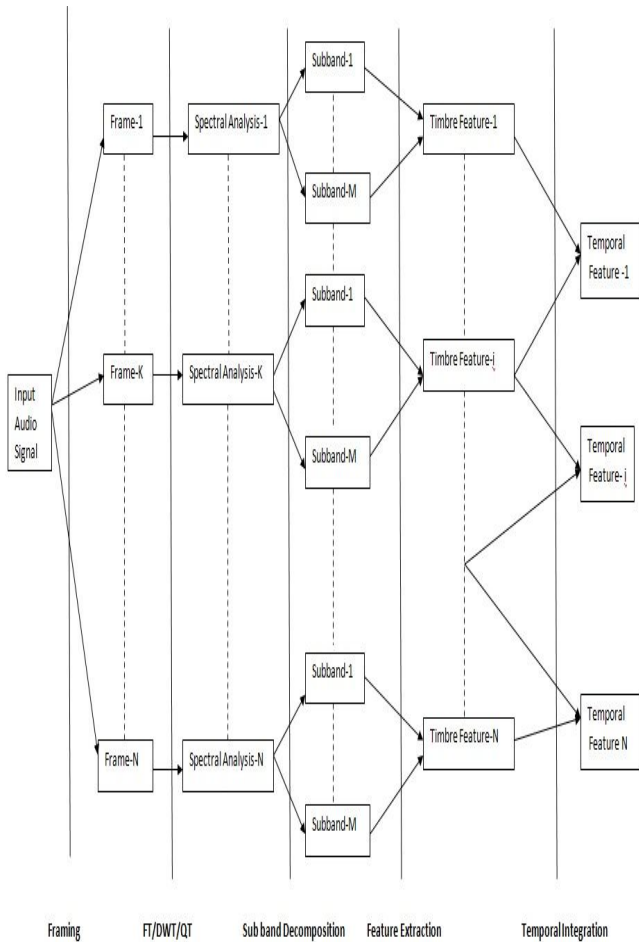 Subband-1
Frame-1
Spectral Analysis-1
Timbre Feature-1
Subband-M
Temporal
Feature -1
Subband-1
Frame-K
Spectral Analysis-K
Timbre Feature-i
Input
Audio
Signal
Subband-M
Temporal
Feature- i
Subband-1
Frame-N
Spectral Analysis-N
Timbre Feature-N
Temporal
Feature N
Subband-M
Framing
FT/DWT/QT
Sub band Decomposition
Feature Extraction
Temporal Integration